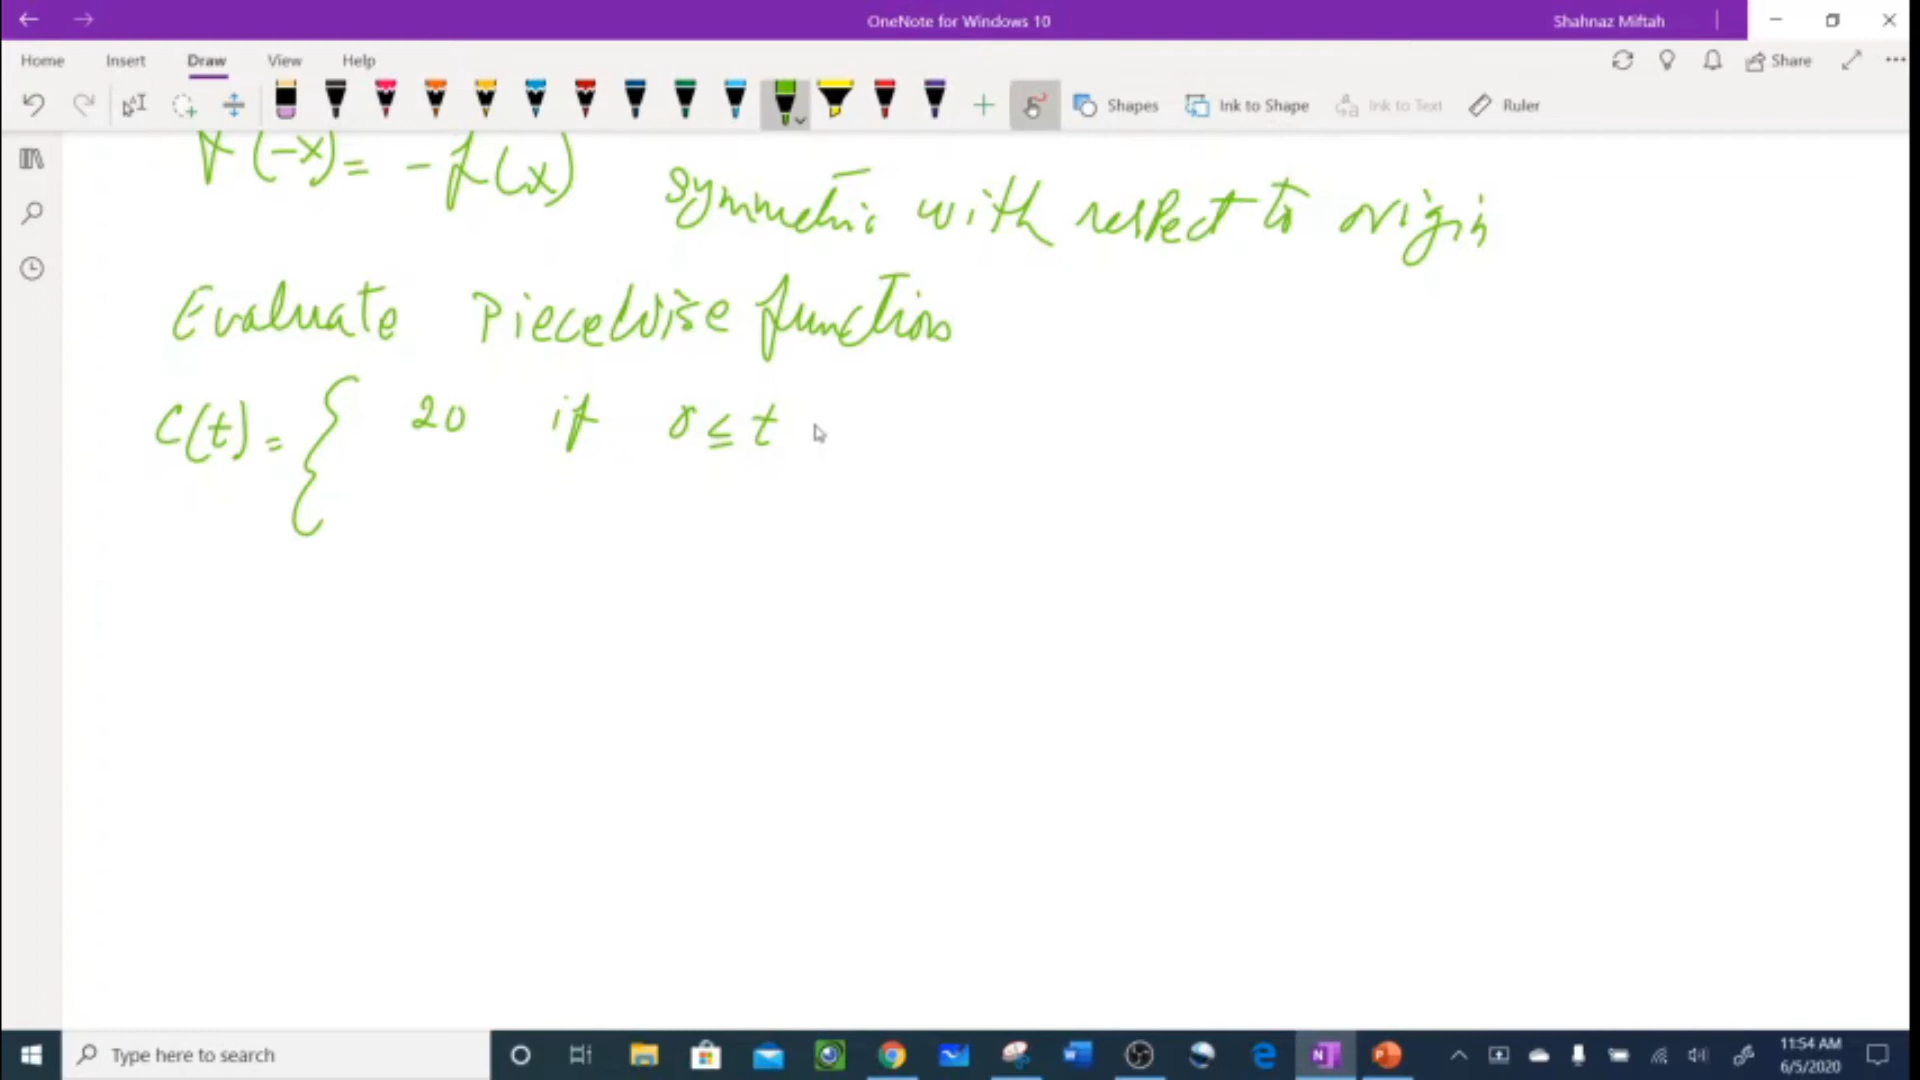 OneNote for Windows 10
Shahnaz Miftah
Home Insert Draw View Help
Share
Shapes Ink to Shape Ink to Text Ruler
f(-x) = -f(x) symmetric with respect to origin
Evaluate Piecewise function
C(t) = { 20 if 0 ≤ t
Type here to search
11:54 AM
6/5/2020